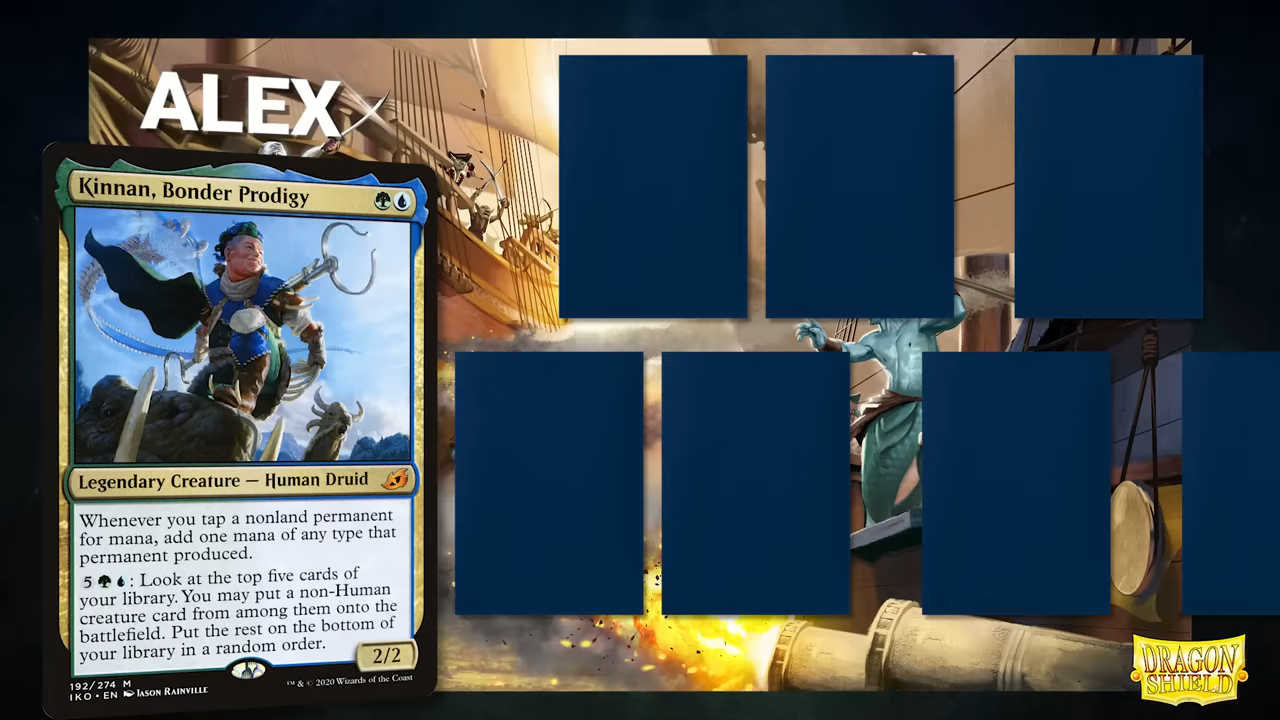 ALEX
Kinnan, Bonder Prodigy
Legendary Creature — Human Druid
Whenever you tap a nonland permanent
for mana, add one mana of any type that
permanent produced.
5 : Look at the top five cards of
your library. You may put a non-Human
creature card from among them onto the
battlefield. Put the rest on the bottom of
your library in a random order.
2/2
192/274 M
IKO • EN Jason Rainville
™ & © 2020 Wizards of the Coast
DRAGON
SHIELD